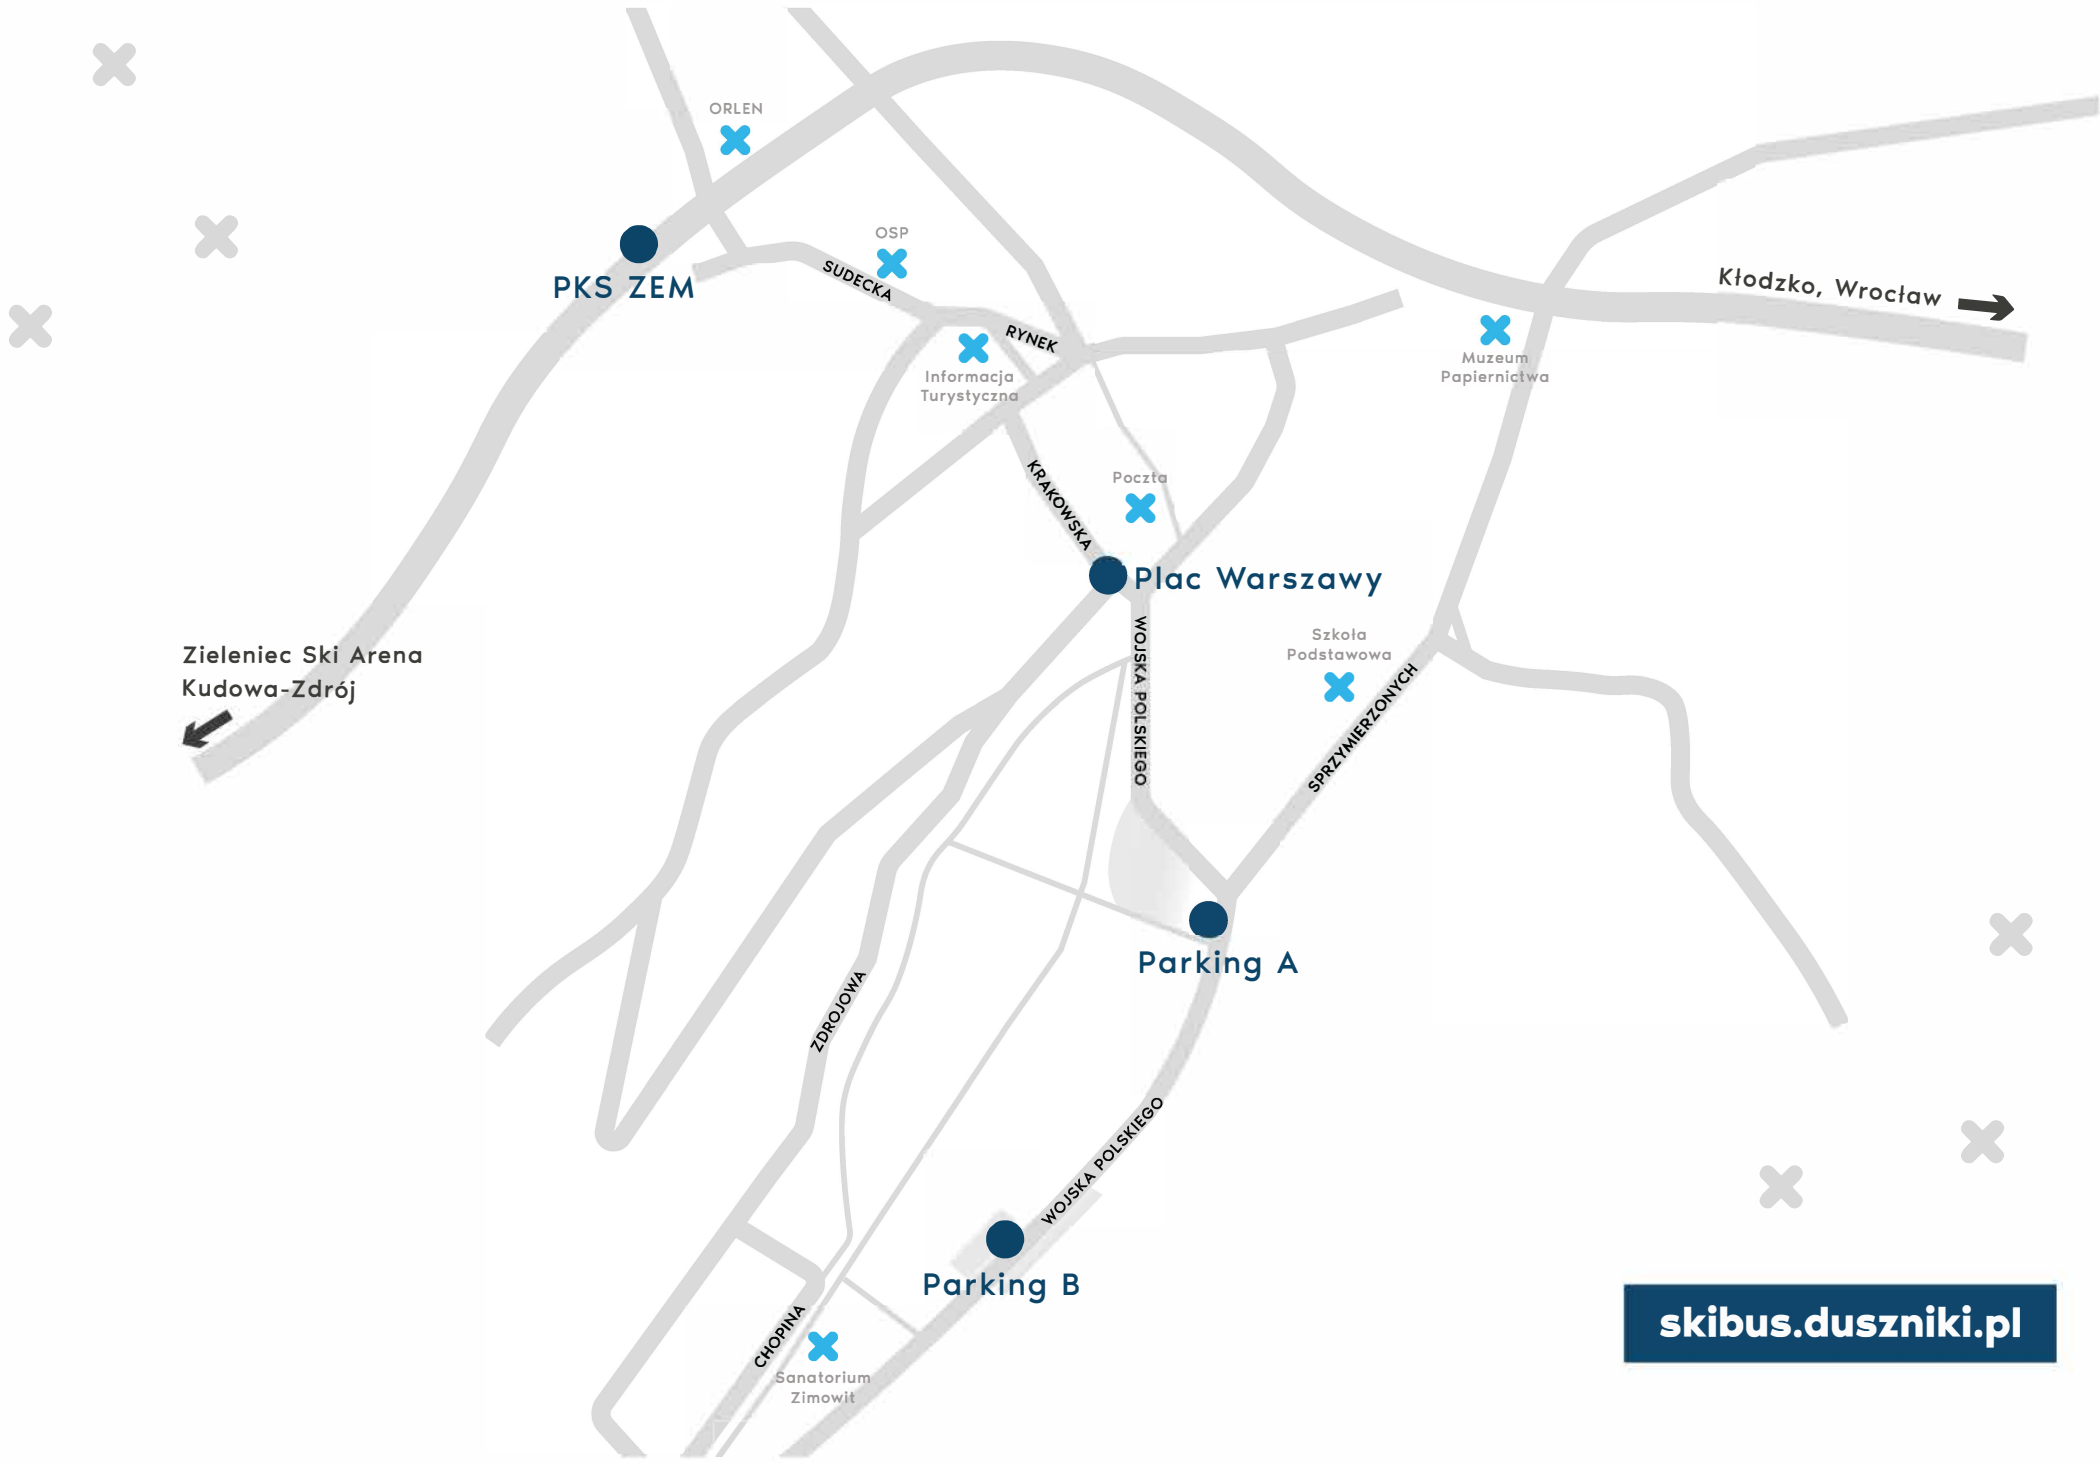 ORLEN
OSP
PKS ZEM
SUDECKA
Kłodzko, Wrocław
RYNEK
Informacja
Turystyczna
Muzeum
Papiernictwa
KRAKOWSKA
Poczta
Plac Warszawy
Zieleniec Ski Arena
Kudowa-Zdrój
WOJSKA POLSKIEGO
Szkoła
Podstawowa
SPRZYMIERZONYCH
Parking A
ZDROJOWA
WOJSKA POLSKIEGO
Parking B
CHOPINA
Sanatorium
Zimowit
skibus.duszniki.pl